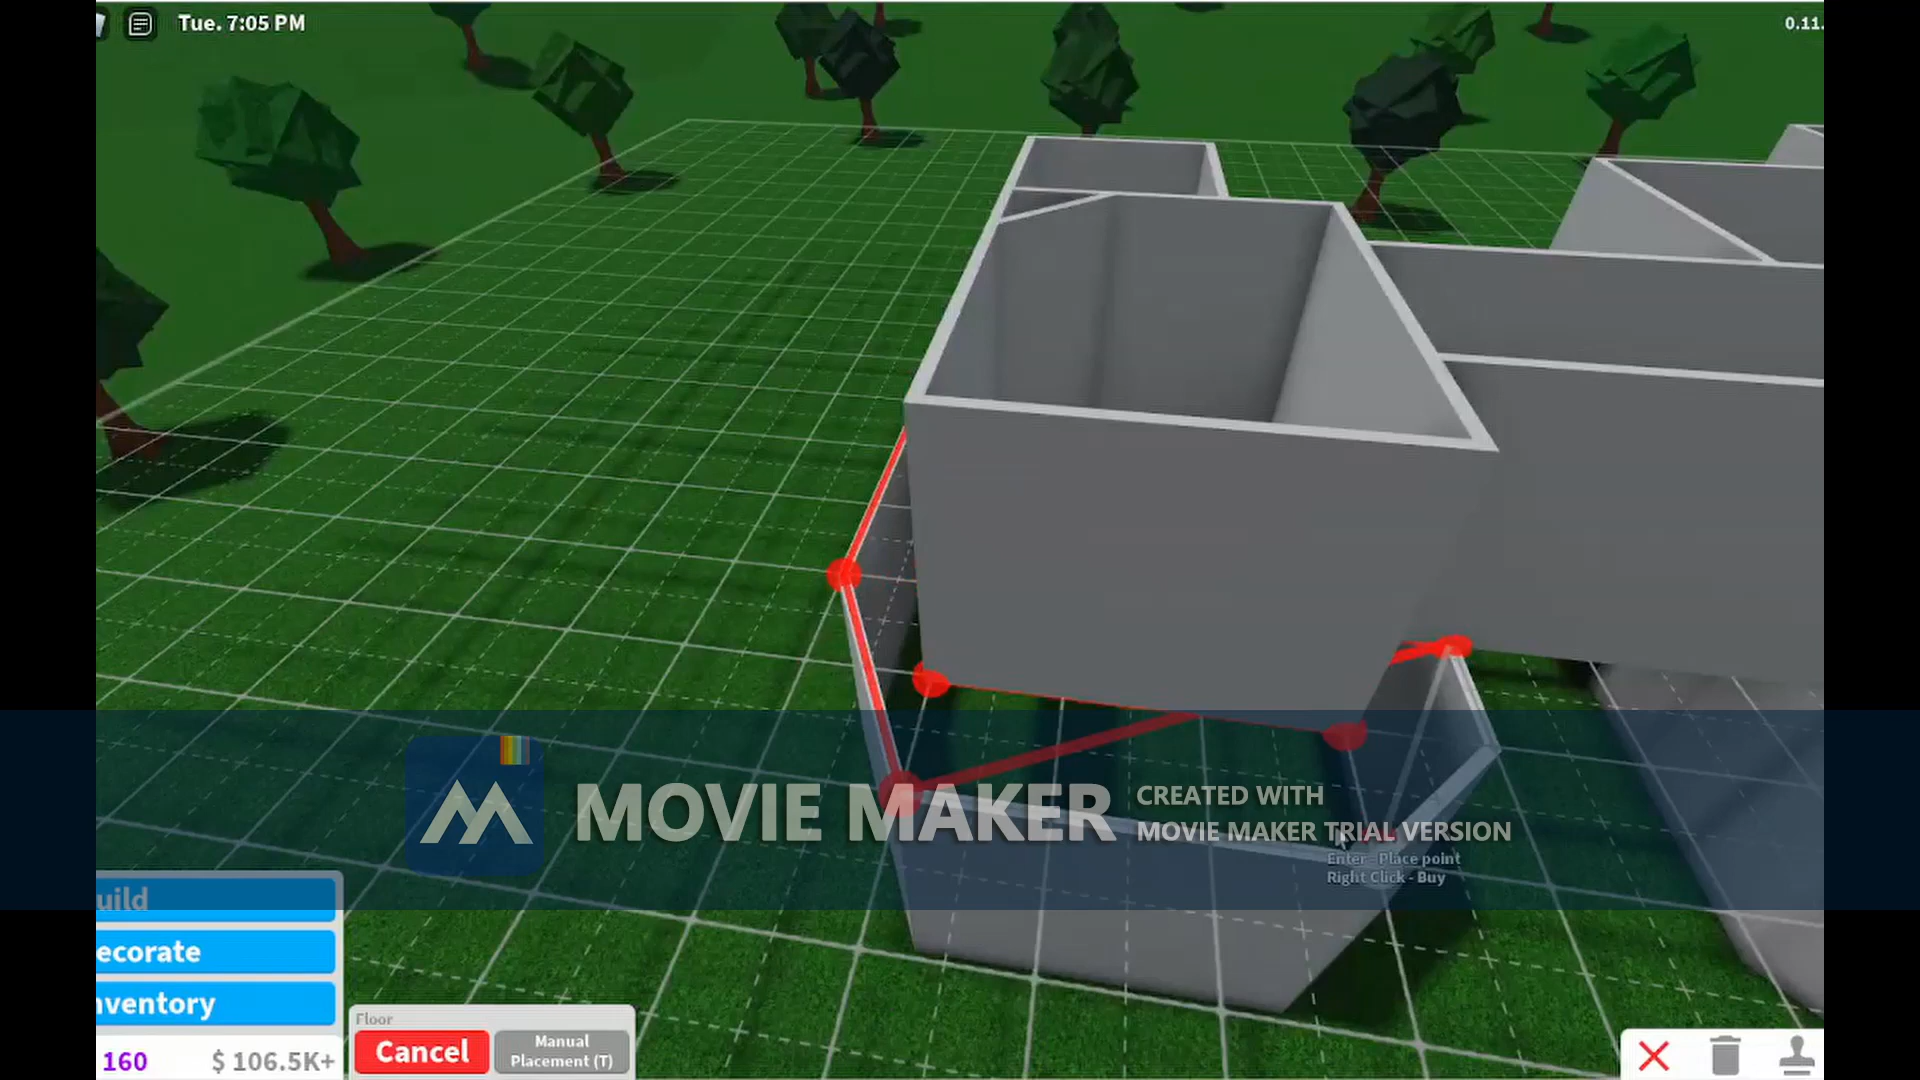 Tue. 7:05 PM
0.11.
MOVIE MAKER
CREATED WITH
MOVIE MAKER TRIAL VERSION
Enter - Place point
Right Click - Buy
uild
ecorate
nventory
160
$ 106.5K+
Floor
Cancel
Manual
Placement (T)